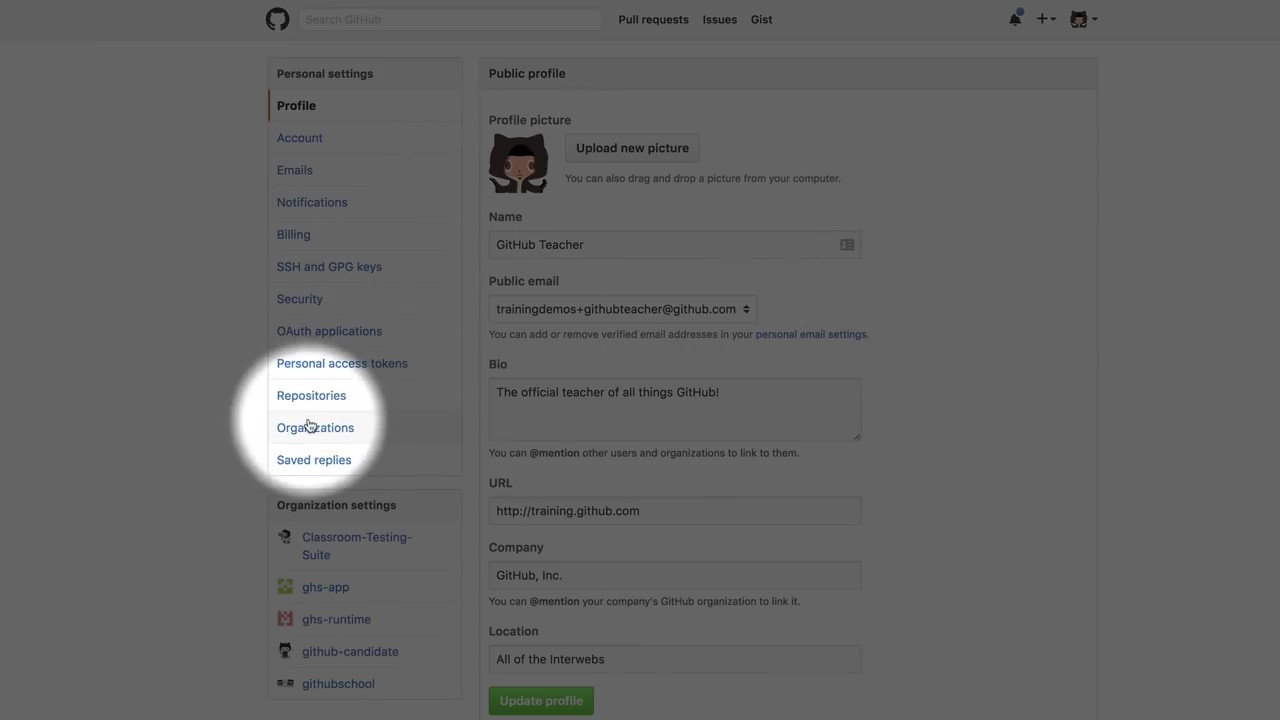 Search GitHub
Pull requests
Issues
Gist
Personal settings
Profile
Account
Emails
Notifications
Billing
SSH and GPG keys
Security
OAuth applications
Personal access tokens
Repositories
Organizations
Saved replies
Organization settings
Classroom-Testing-
Suite
ghs-app
ghs-runtime
github-candidate
githubschool
Public profile
Profile picture
Upload new picture
You can also drag and drop a picture from your computer.
Name
GitHub Teacher
Public email
trainingdemos+githubteacher@github.com
You can add or remove verified email addresses in your personal email settings.
Bio
The official teacher of all things GitHub!
You can @mention other users and organizations to link to them.
URL
http://training.github.com
Company
GitHub, Inc.
You can @mention your company's GitHub organization to link it.
Location
All of the Interwebs
Update profile